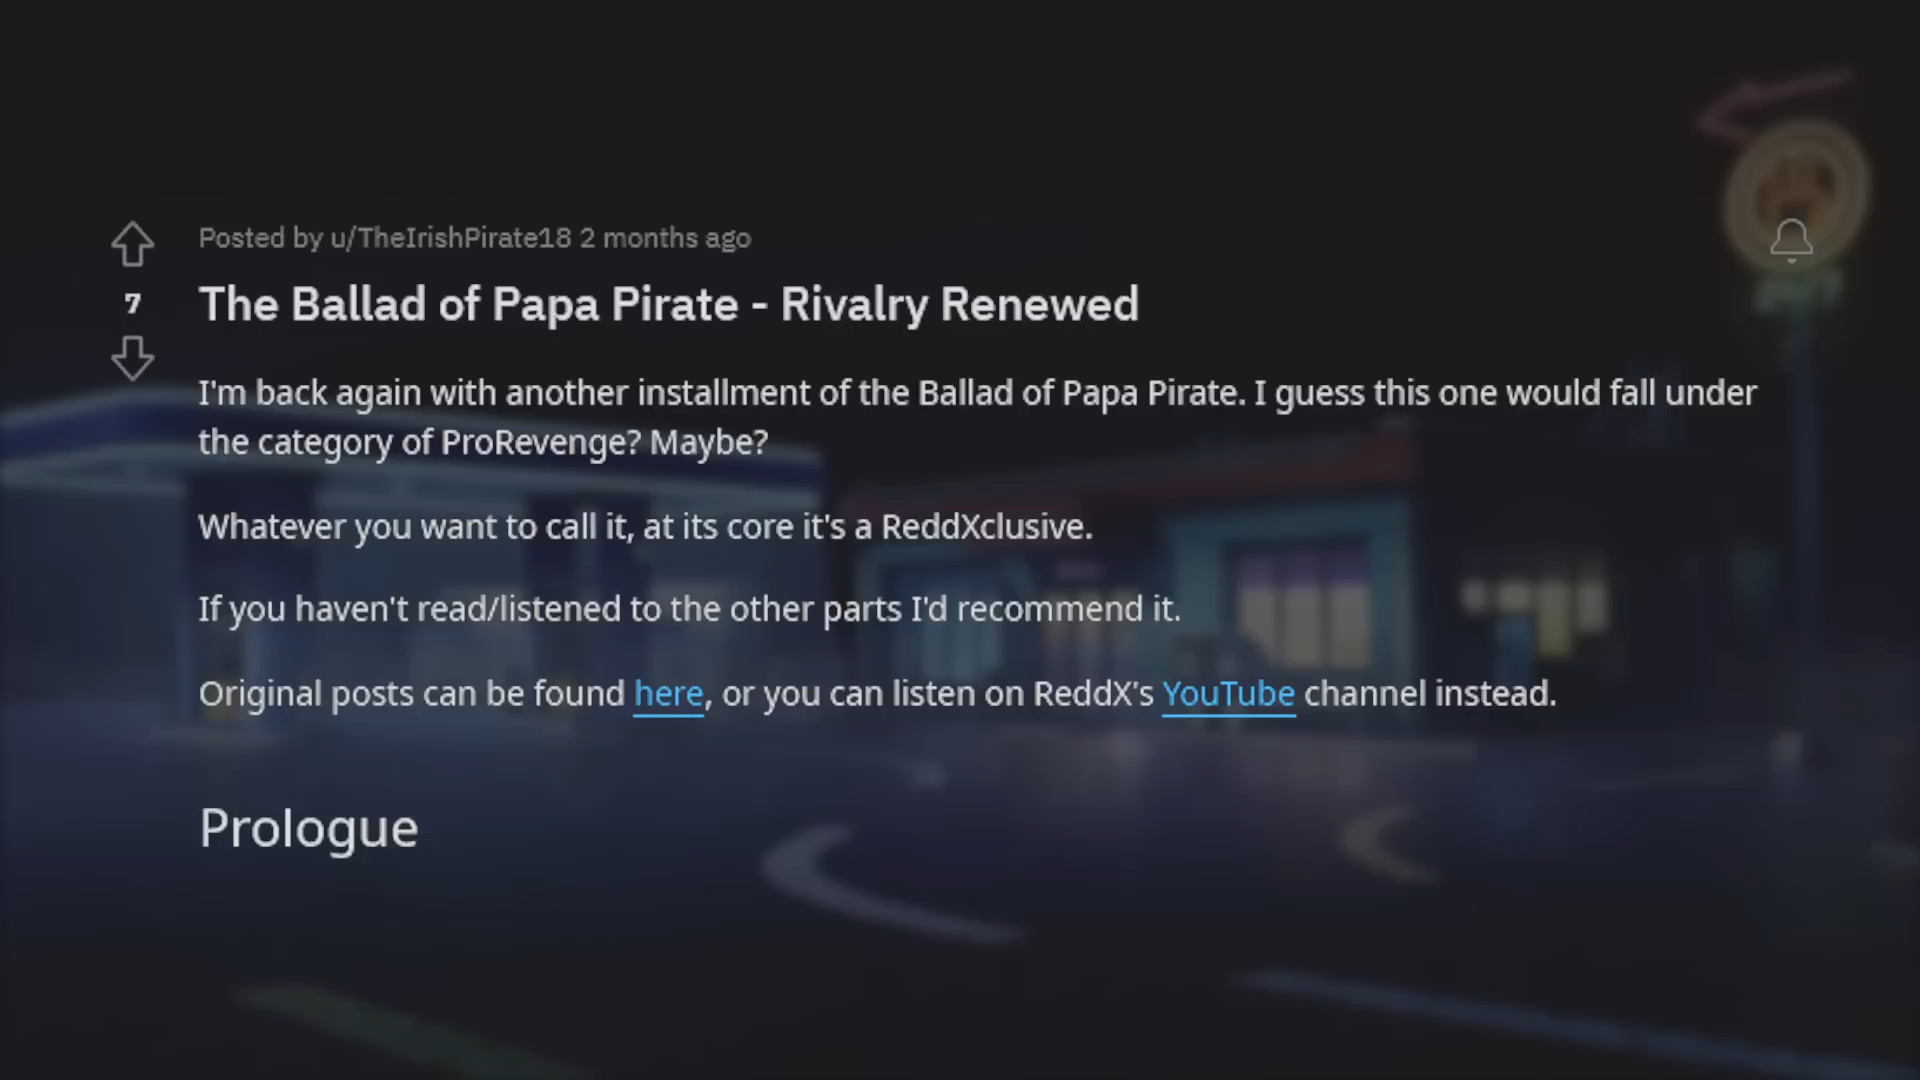 Posted by u/TheIrishPirate18 2 months ago
7
The Ballad of Papa Pirate - Rivalry Renewed
I'm back again with another installment of the Ballad of Papa Pirate. I guess this one would fall under
the category of ProRevenge? Maybe?
Whatever you want to call it, at its core it's a ReddXclusive.
If you haven't read/listened to the other parts I'd recommend it.
Original posts can be found here, or you can listen on ReddX's YouTube channel instead.
Prologue